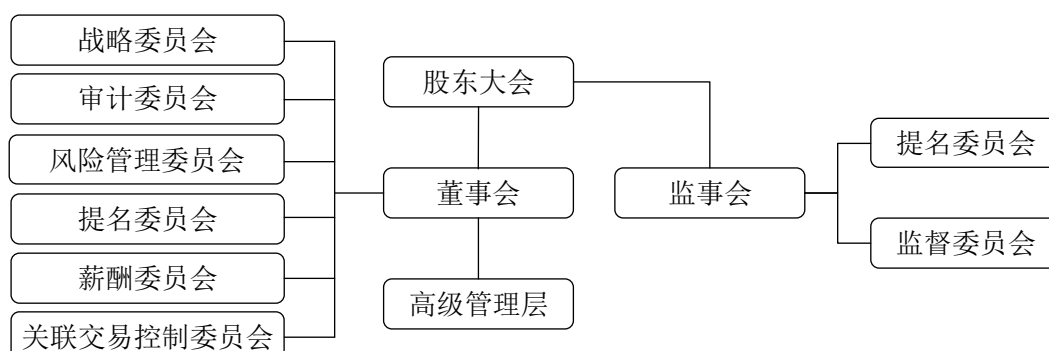 战略委员会
审计委员会
风险管理委员会
提名委员会
薪酬委员会
关联交易控制委员会
股东大会
董事会
高级管理层
监事会
提名委员会
监督委员会